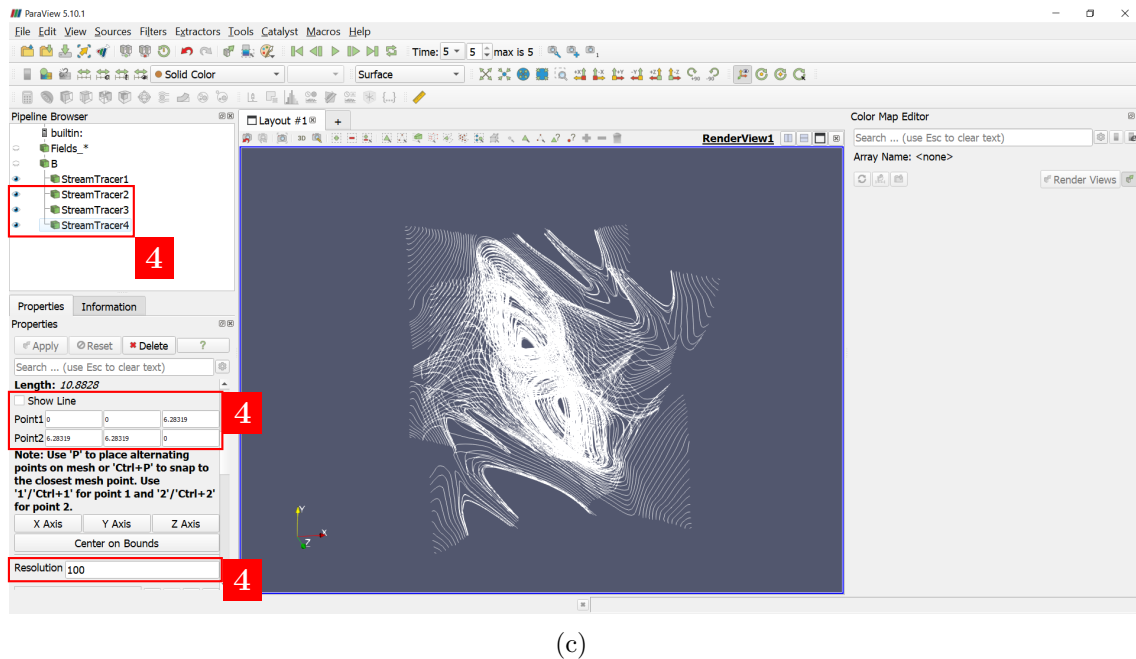 ParaView 5.10.1
File Edit View Sources Filters Extractors Tools Catalyst Macros Help
Time: 5 5 max is 5
Solid Color Surface
Pipeline Browser
builtin:
Fields_*
B
StreamTracer1
StreamTracer2
StreamTracer3
StreamTracer4
4
Properties Information
Properties
Apply Reset Delete ?
Search ... (use Esc to clear text)
Length: 10.8828
Show Line
Point1 0 0 6.28319
Point2 6.28319 6.28319 0
4
Note: Use 'P' to place alternating
points on mesh or 'Ctrl+P' to snap to
the closest mesh point. Use
'1'/'Ctrl+1' for point 1 and '2'/'Ctrl+2'
for point 2.
X Axis Y Axis Z Axis
Center on Bounds
Resolution 100
4
Layout #1 +
3D RenderView1
Y
X
Z
Color Map Editor
Search ... (use Esc to clear text)
Array Name: <none>
Render Views
(c)